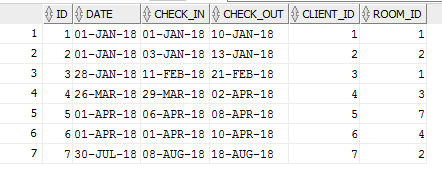 ID DATE CHECK_IN CHECK_OUT CLIENT_ID ROOM_ID
1 1 01-JAN-18 01-JAN-18 10-JAN-18 1 1
2 2 01-JAN-18 03-JAN-18 13-JAN-18 2 2
3 3 28-JAN-18 11-FEB-18 21-FEB-18 3 1
4 4 26-MAR-18 29-MAR-18 02-APR-18 4 3
5 5 01-APR-18 06-APR-18 08-APR-18 5 7
6 6 01-APR-18 01-APR-18 10-APR-18 6 4
7 7 30-JUL-18 08-AUG-18 18-AUG-18 7 2